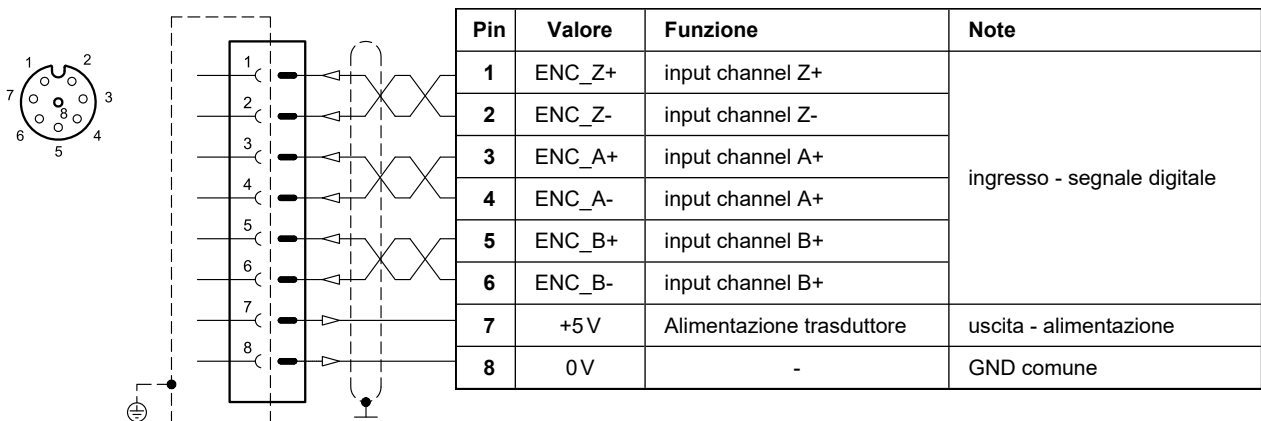 1 2
7 8 3
6 4
5
1
2
3
4
5
6
7
8
Pin Valore Funzione Note
1 ENC_Z+ input channel Z+
2 ENC_Z- input channel Z-
3 ENC_A+ input channel A+ ingresso - segnale digitale
4 ENC_A- input channel A+
5 ENC_B+ input channel B+
6 ENC_B- input channel B+
7 +5 V Alimentazione trasduttore uscita - alimentazione
8 0 V - GND comune